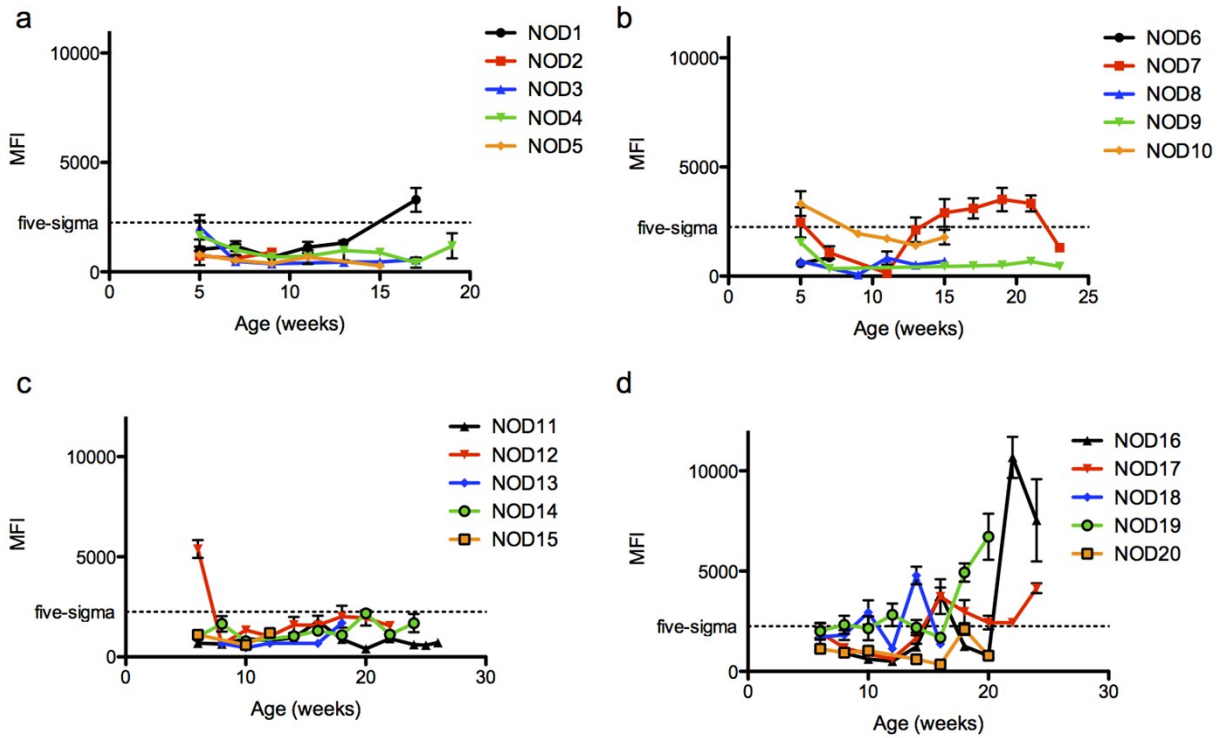 a
NOD1
NOD2
NOD3
NOD4
NOD5
10000
5000
five-sigma
0
MFI
0 5 10 15 20
Age (weeks)
b
NOD6
NOD7
NOD8
NOD9
NOD10
10000
5000
five-sigma
0
MFI
0 5 10 15 20 25
Age (weeks)
c
NOD11
NOD12
NOD13
NOD14
NOD15
10000
5000
five-sigma
0
MFI
0 10 20 30
Age (weeks)
d
NOD16
NOD17
NOD18
NOD19
NOD20
10000
5000
five-sigma
0
MFI
0 10 20 30
Age (weeks)